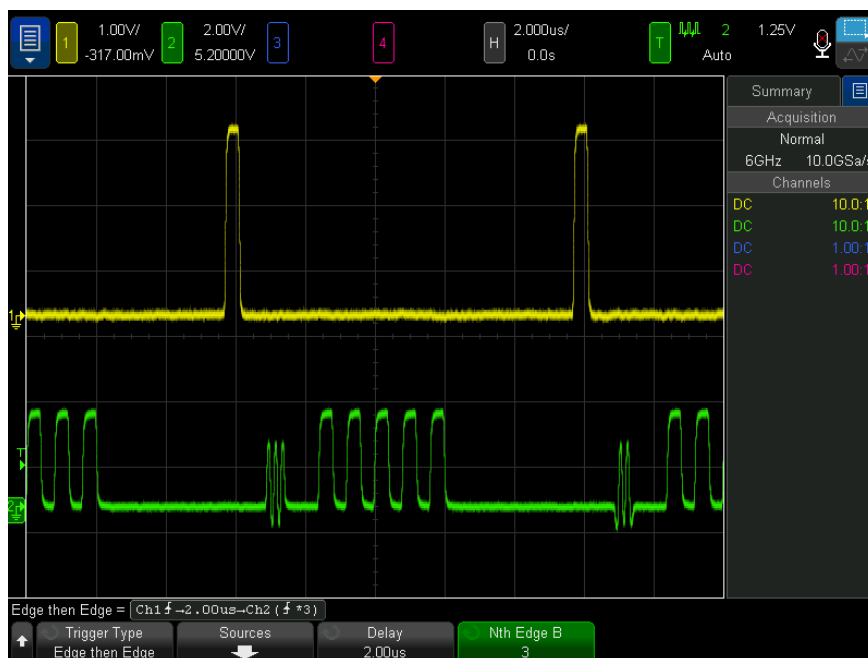 1 1.00V/ 2 2.00V/ 3 4 H 2.000us/ T 2 1.25V
-317.00mV 5.20000V 0.0s Auto
Summary
Acquisition
Normal
6GHz 10.0GSa/s
Channels
DC 10.0:1
DC 10.0:1
DC 1.00:1
DC 1.00:1
1
T
2
Edge then Edge = Ch1→2.00us→Ch2( *3)
Trigger Type Sources Delay Nth Edge B
Edge then Edge 2.00us 3